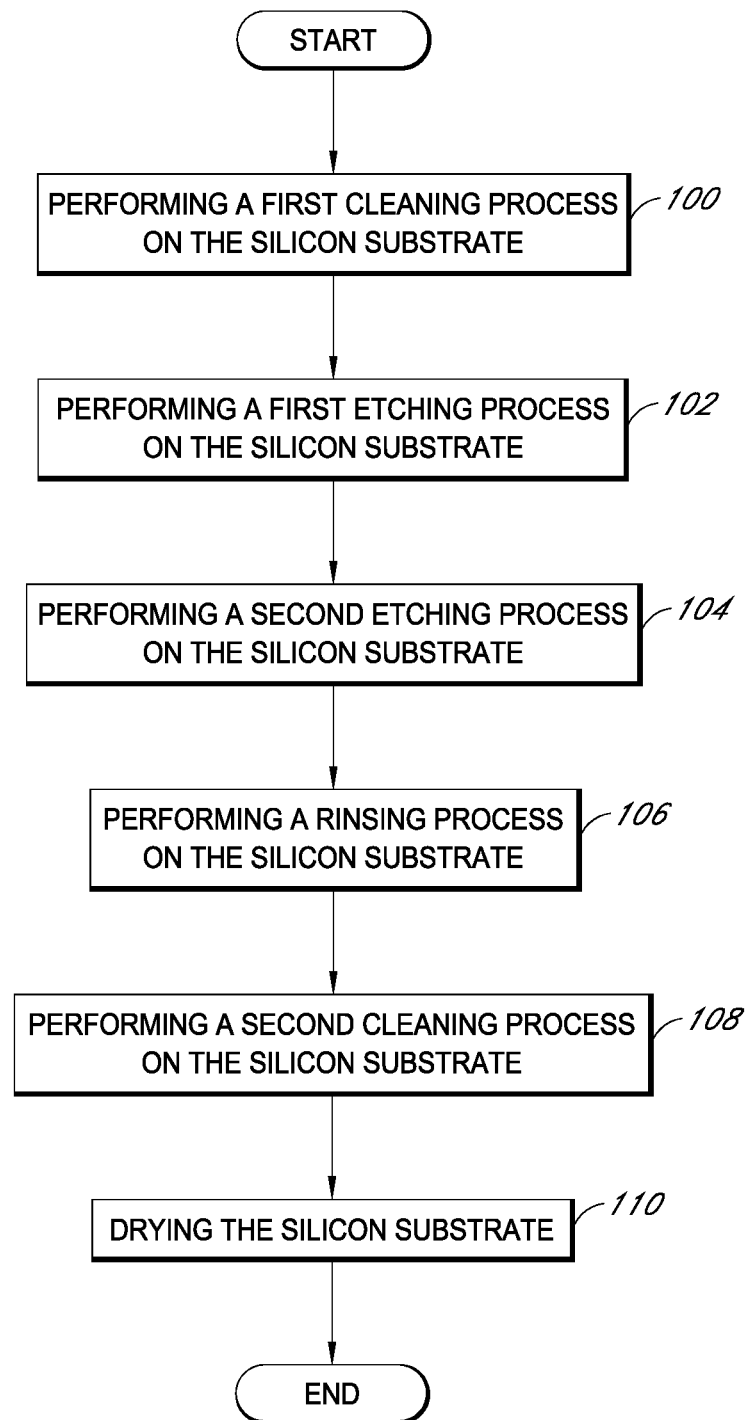 START
PERFORMING A FIRST CLEANING PROCESS
ON THE SILICON SUBSTRATE
100
PERFORMING A FIRST ETCHING PROCESS
ON THE SILICON SUBSTRATE
102
PERFORMING A SECOND ETCHING PROCESS
ON THE SILICON SUBSTRATE
104
PERFORMING A RINSING PROCESS
ON THE SILICON SUBSTRATE
106
PERFORMING A SECOND CLEANING PROCESS
ON THE SILICON SUBSTRATE
108
DRYING THE SILICON SUBSTRATE
110
END